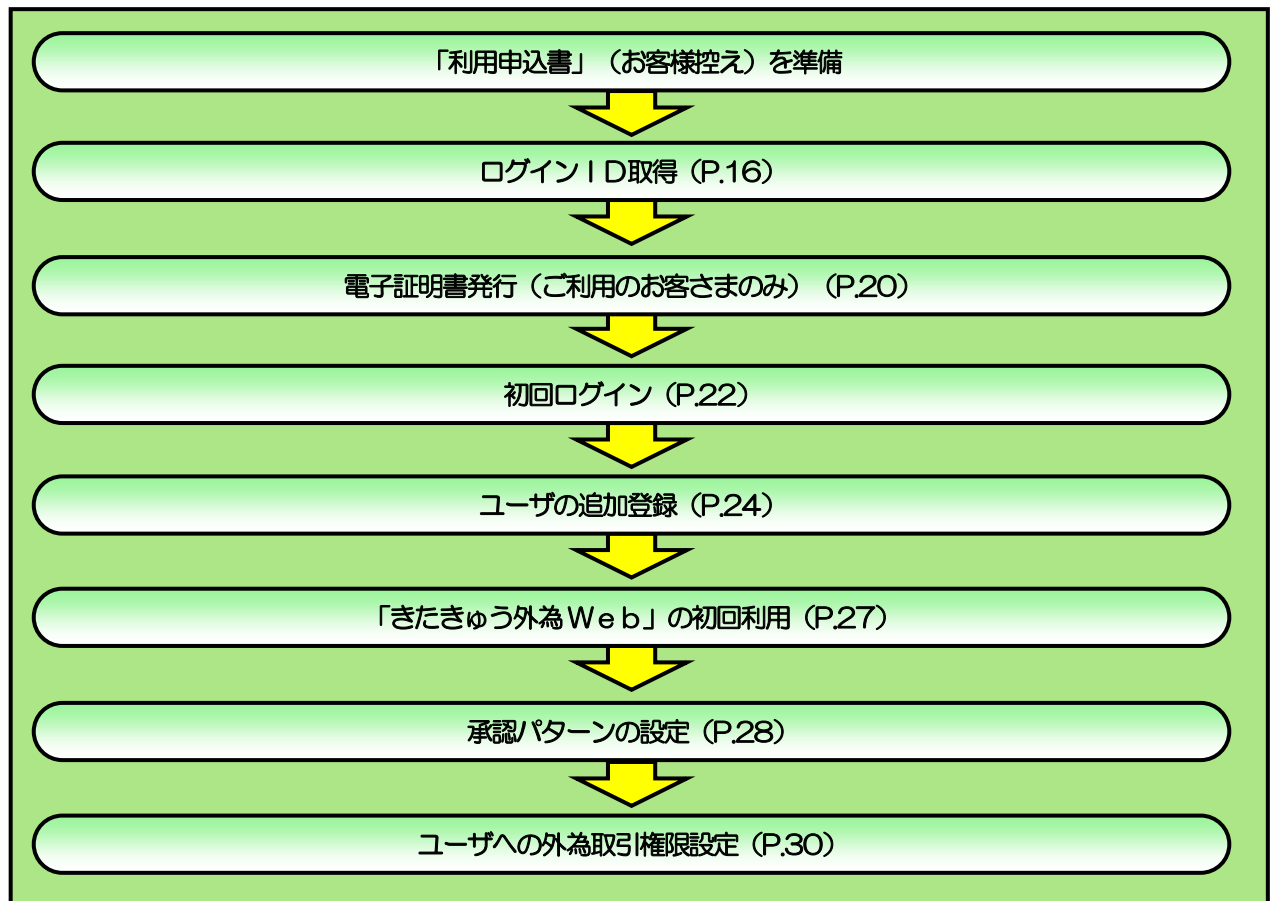 「利用申込書」（お客様控え）を準備
ログインＩＤ取得（P.16）
電子証明書発行（ご利用のお客さまのみ）（P.20）
初回ログイン（P.22）
ユーザの追加登録（P.24）
「きたきゅう外為Ｗｅｂ」の初回利用（P.27）
承認パターンの設定（P.28）
ユーザへの外為取引権限設定（P.30）